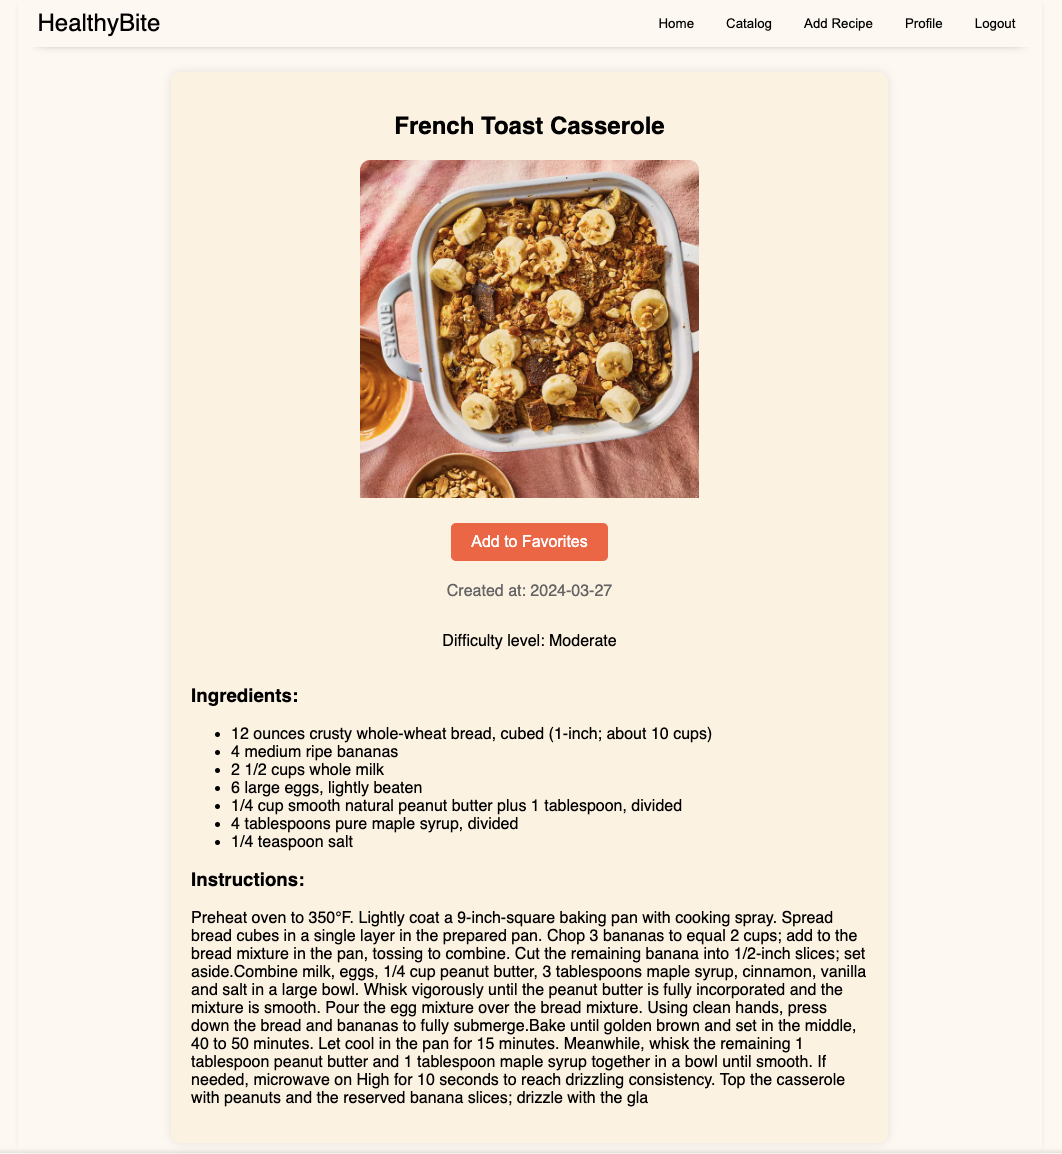 HealthyBite
Home Catalog Add Recipe Profile Logout
French Toast Casserole
STAUB
Add to Favorites
Created at: 2024-03-27
Difficulty level: Moderate
Ingredients:
• 12 ounces crusty whole-wheat bread, cubed (1-inch; about 10 cups)
• 4 medium ripe bananas
• 2 1/2 cups whole milk
• 6 large eggs, lightly beaten
• 1/4 cup smooth natural peanut butter plus 1 tablespoon, divided
• 4 tablespoons pure maple syrup, divided
• 1/4 teaspoon salt
Instructions:
Preheat oven to 350°F. Lightly coat a 9-inch-square baking pan with cooking spray. Spread
bread cubes in a single layer in the prepared pan. Chop 3 bananas to equal 2 cups; add to the
bread mixture in the pan, tossing to combine. Cut the remaining banana into 1/2-inch slices; set
aside.Combine milk, eggs, 1/4 cup peanut butter, 3 tablespoons maple syrup, cinnamon, vanilla
and salt in a large bowl. Whisk vigorously until the peanut butter is fully incorporated and the
mixture is smooth. Pour the egg mixture over the bread mixture. Using clean hands, press
down the bread and bananas to fully submerge.Bake until golden brown and set in the middle,
40 to 50 minutes. Let cool in the pan for 15 minutes. Meanwhile, whisk the remaining 1
tablespoon peanut butter and 1 tablespoon maple syrup together in a bowl until smooth. If
needed, microwave on High for 10 seconds to reach drizzling consistency. Top the casserole
with peanuts and the reserved banana slices; drizzle with the gla